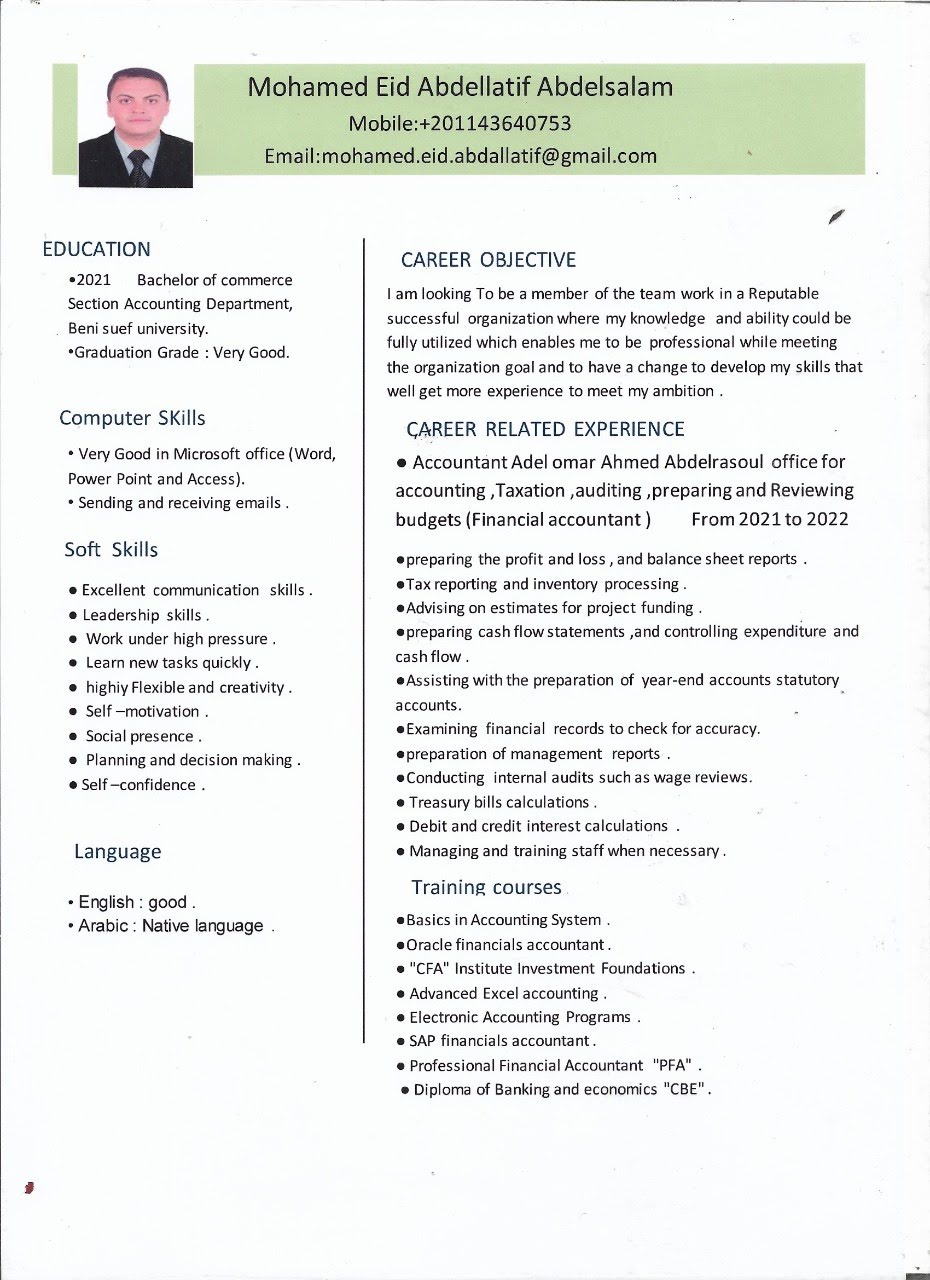 Mohamed Eid Abdellatif Abdelsalam
Mobile:+201143640753
Email:mohamed.eid.abdallatif@gmail.com
EDUCATION
•2021 Bachelor of commerce
Section Accounting Department,
Beni suef university.
•Graduation Grade : Very Good.
Computer SKills
• Very Good in Microsoft office (Word,
Power Point and Access).
• Sending and receiving emails .
Soft Skills
● Excellent communication skills .
● Leadership skills .
● Work under high pressure .
● Learn new tasks quickly .
● highiy Flexible and creativity .
● Self –motivation .
● Social presence .
● Planning and decision making .
● Self –confidence .
Language
• English : good .
• Arabic : Native language .
CAREER OBJECTIVE
I am looking To be a member of the team work in a Reputable
successful organization where my knowledge and ability could be
fully utilized which enables me to be professional while meeting
the organization goal and to have a change to develop my skills that
well get more experience to meet my ambition .
CAREER RELATED EXPERIENCE
● Accountant Adel omar Ahmed Abdelrasoul office for
accounting ,Taxation ,auditing ,preparing and Reviewing
budgets (Financial accountant ) From 2021 to 2022
●preparing the profit and loss , and balance sheet reports .
●Tax reporting and inventory processing .
●Advising on estimates for project funding .
●preparing cash flow statements ,and controlling expenditure and
cash flow .
●Assisting with the preparation of year-end accounts statutory
accounts.
●Examining financial records to check for accuracy.
●preparation of management reports .
●Conducting internal audits such as wage reviews.
● Treasury bills calculations .
● Debit and credit interest calculations .
● Managing and training staff when necessary .
Training courses
●Basics in Accounting System .
●Oracle financials accountant .
● "CFA" Institute Investment Foundations .
● Advanced Excel accounting .
● Electronic Accounting Programs .
● SAP financials accountant .
● Professional Financial Accountant "PFA" .
● Diploma of Banking and economics "CBE" .